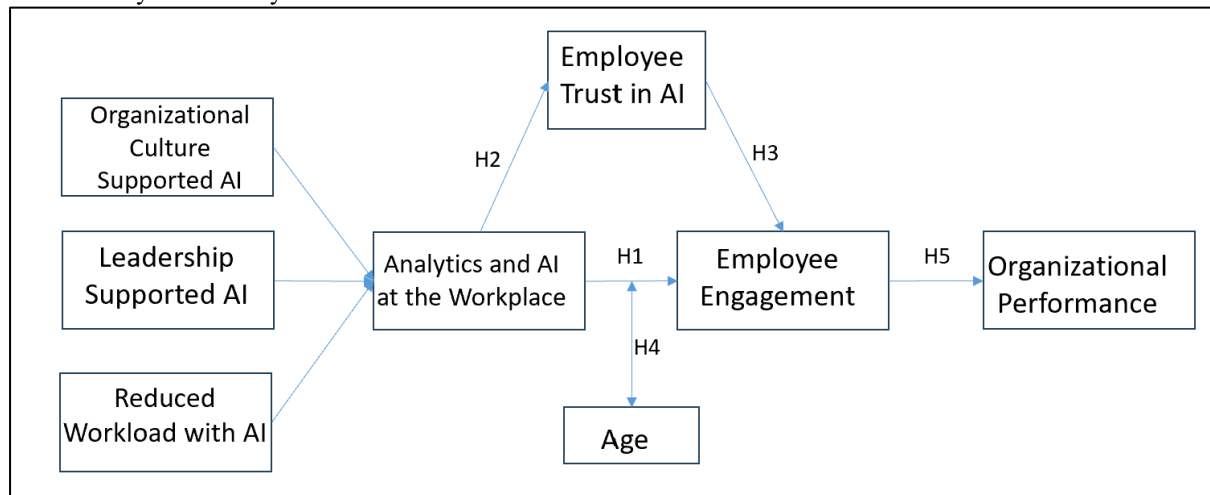 Organizational
Culture
Supported AI
Leadership
Supported AI
Reduced
Workload with AI
Analytics and AI
at the Workplace
H2
Employee
Trust in AI
H3
H1
H4
Age
Employee
Engagement
H5
Organizational
Performance